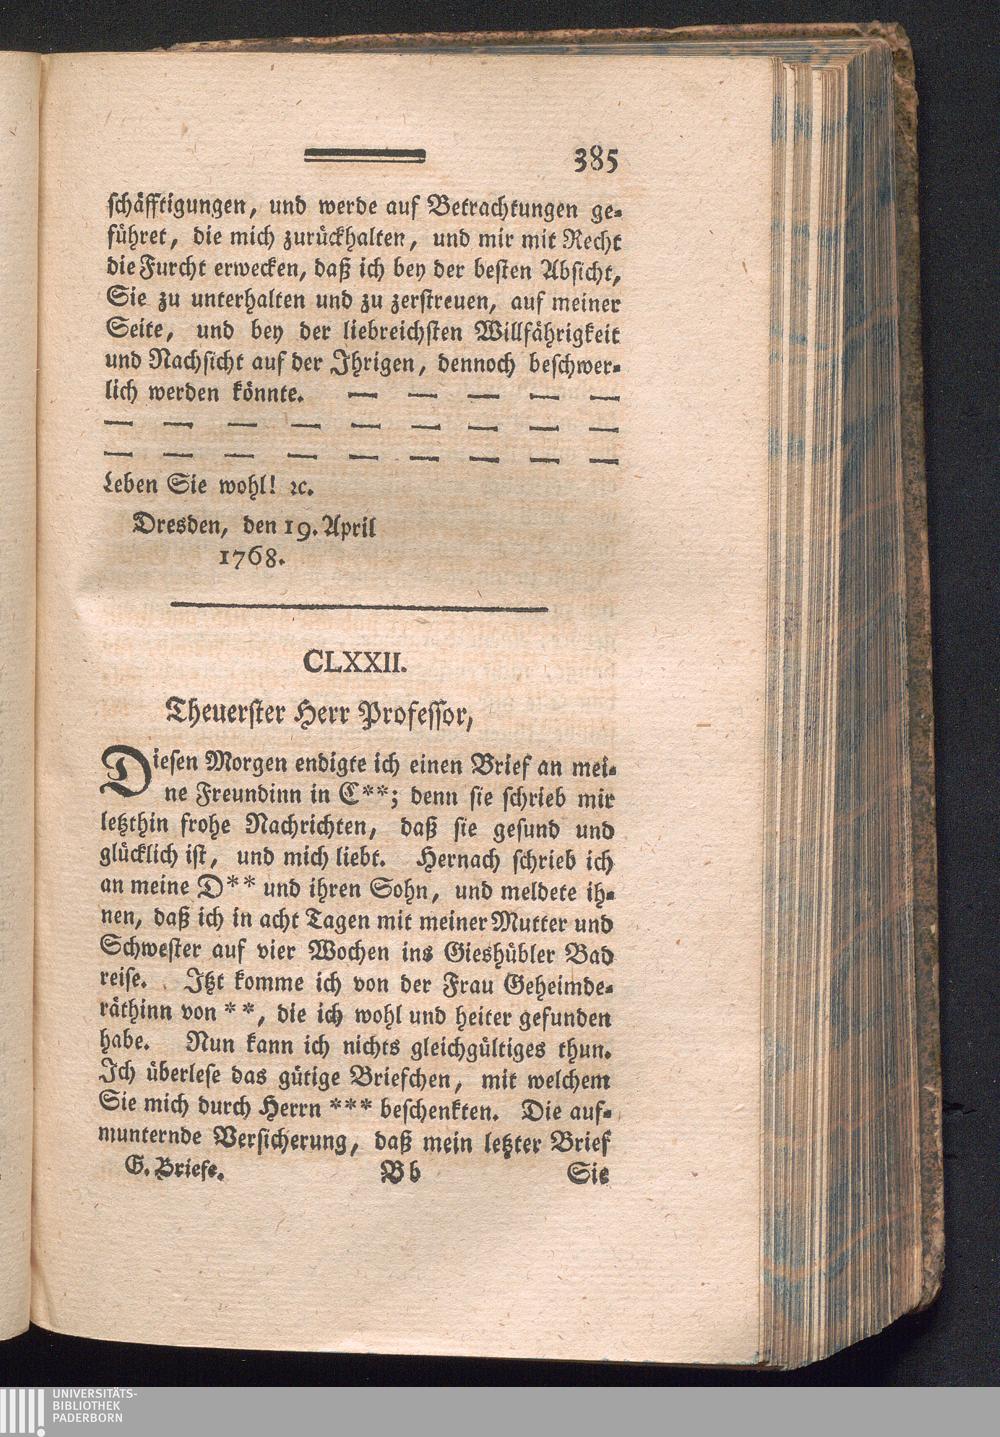 385
schäfftigungen, und werde auf Betrachtungen ge-
führet, die mich zurückhalten, und mir mit Recht
die Furcht erwecken, daß ich bey der besten Absicht,
Sie zu unterhalten und zu zerstreuen, auf meiner
Seite, und bey der liebreichsten Willfährigkeit
und Nachsicht auf der Ihrigen, dennoch beschwer-
lich werden könnte. — — — — —
— — — — — — — — —
— — — — — — — — —
Leben Sie wohl! ꝛc.
Dresden, den 19. April
1768.
CLXXII.
Theuerster Herr Professor,
Diesen Morgen endigte ich einen Brief an mei-
ne Freundinn in C**; denn sie schrieb mir
letzthin frohe Nachrichten, daß sie gesund und
glücklich ist, und mich liebt. Hernach schrieb ich
an meine D** und ihren Sohn, und meldete ih-
nen, daß ich in acht Tagen mit meiner Mutter und
Schwester auf vier Wochen ins Gieshübler Bad
reise. Itzt komme ich von der Frau Geheimde-
räthinn von **, die ich wohl und heiter gefunden
habe. Nun kann ich nichts gleichgültiges thun.
Ich überlese das gütige Briefchen, mit welchem
Sie mich durch Herrn *** beschenkten. Die auf-
munternde Versicherung, daß mein letzter Brief
G. Briefe. Bb Sie
UNIVERSITÄTS-
BIBLIOTHEK
PADERBORN